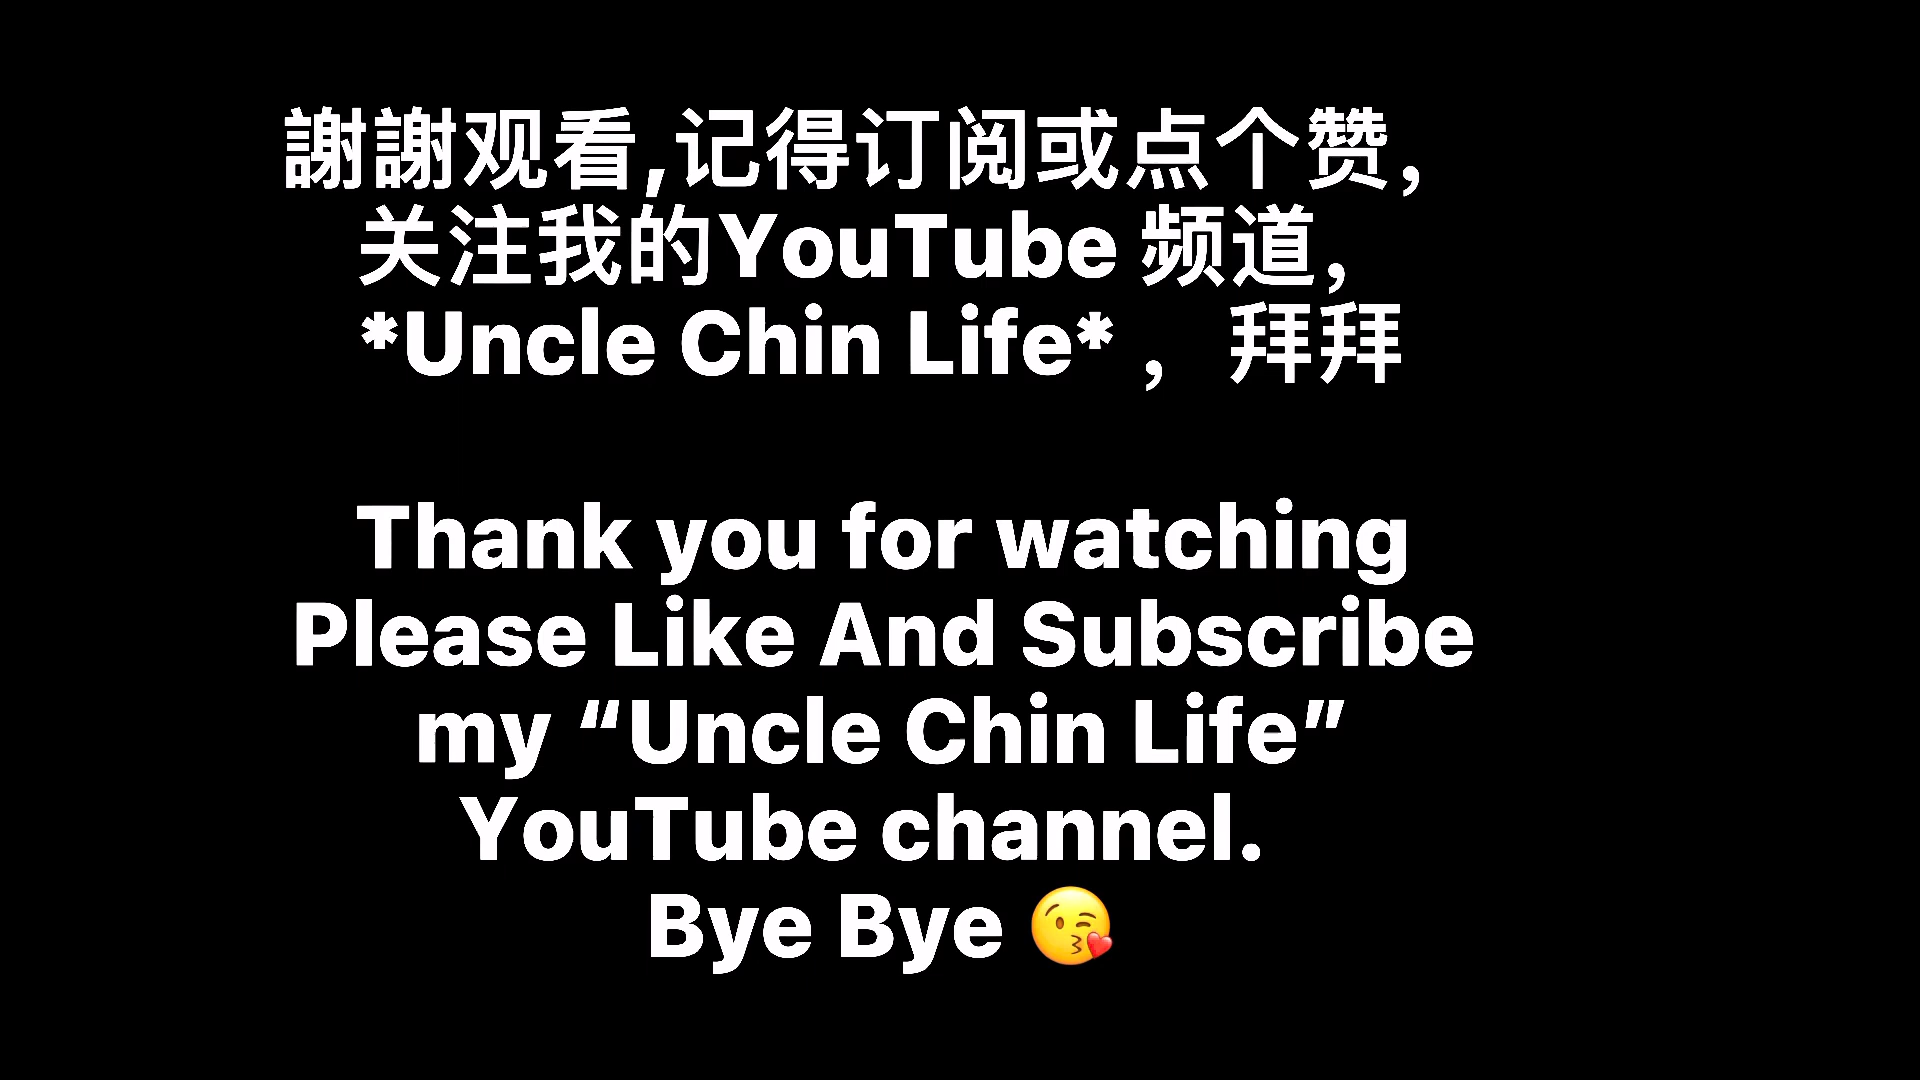 謝謝观看,记得订阅或点个赞，
关注我的YouTube 频道，
*Uncle Chin Life* ， 拜拜
Thank you for watching
Please Like And Subscribe
my “Uncle Chin Life”
YouTube channel.
Bye Bye 😘